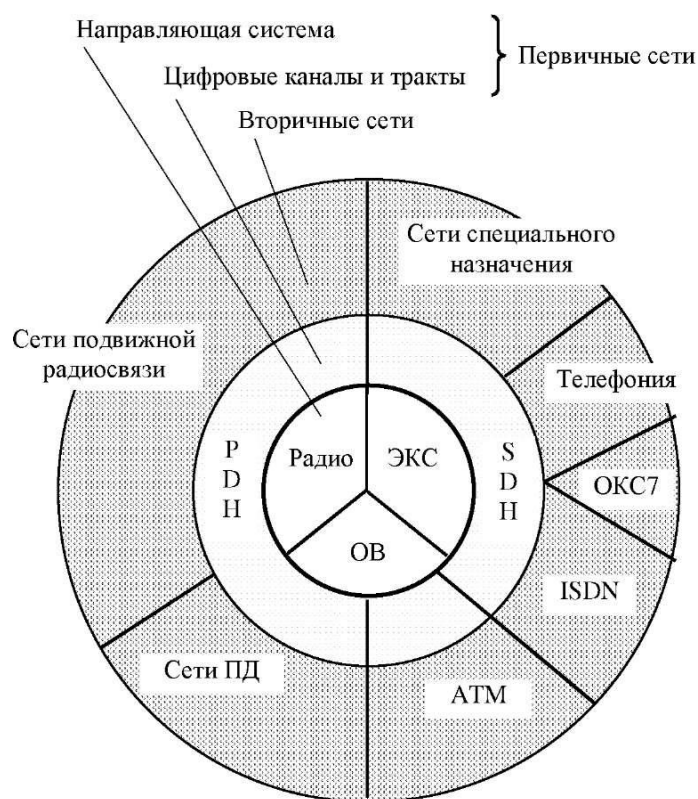 Направляющая система
Цифровые каналы и тракты
Первичные сети
Вторичные сети
Сети специального
назначения
Сети подвижной
радиосвязи
Телефония
P
D
H
Радио
ЭКС
S
D
H
ОКС7
ОВ
ISDN
Сети ПД
ATM